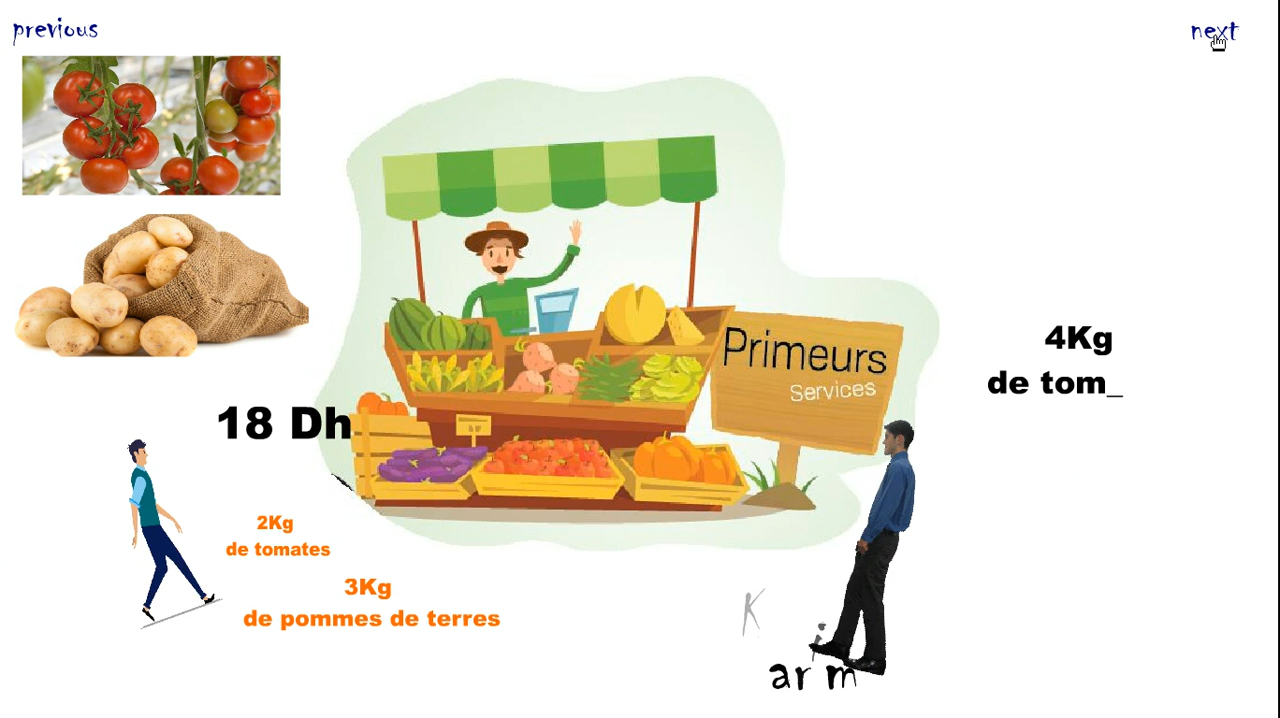 previous
next
Primeurs
Services
4Kg
de tom_
18 Dh
2Kg
de tomates
3Kg
de pommes de terres
K
i
ar m